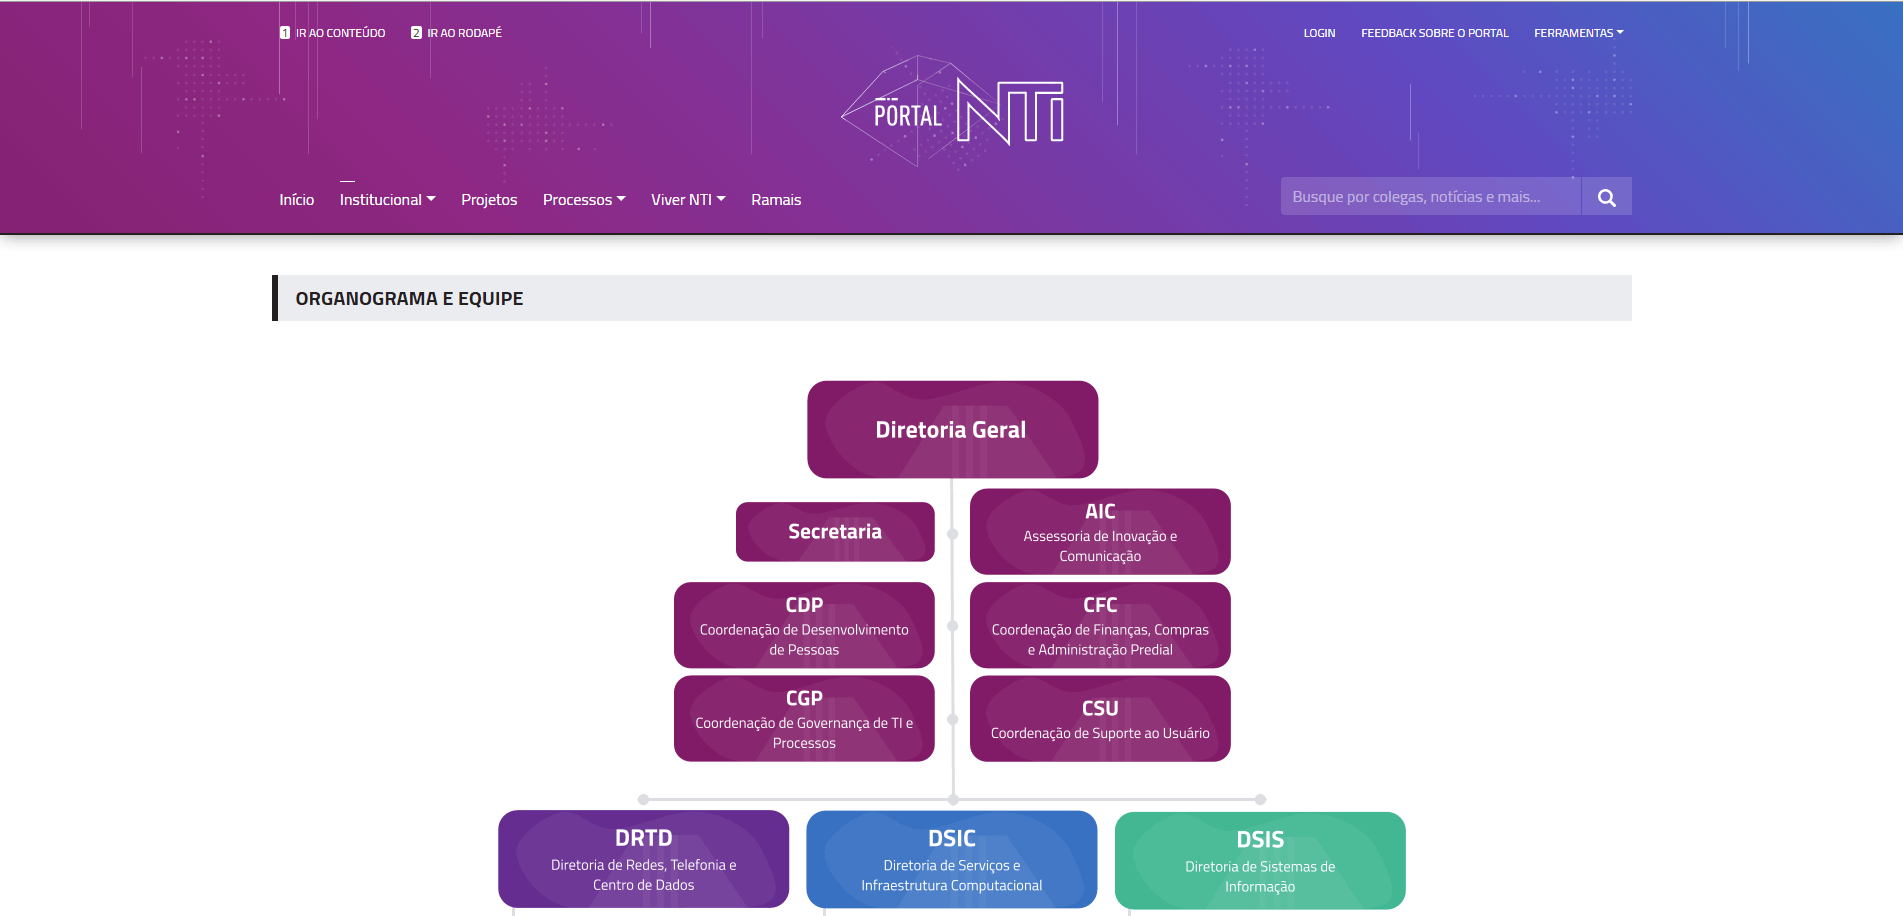 1 IR AO CONTEÚDO 2 IR AO RODAPÉ LOGIN FEEDBACK SOBRE O PORTAL FERRAMENTAS
PORTAL NTI
Início Institucional Projetos Processos Viver NTI Ramais Busque por colegas, notícias e mais...
ORGANOGRAMA E EQUIPE
Diretoria Geral
Secretaria
AIC
Assessoria de Inovação e
Comunicação
CDP
Coordenação de Desenvolvimento
de Pessoas
CFC
Coordenação de Finanças, Compras
e Administração Predial
CGP
Coordenação de Governança de TI e
Processos
CSU
Coordenação de Suporte ao Usuário
DRTD
Diretoria de Redes, Telefonia e
Centro de Dados
DSIC
Diretoria de Serviços e
Infraestrutura Computacional
DSIS
Diretoria de Sistemas de
Informação